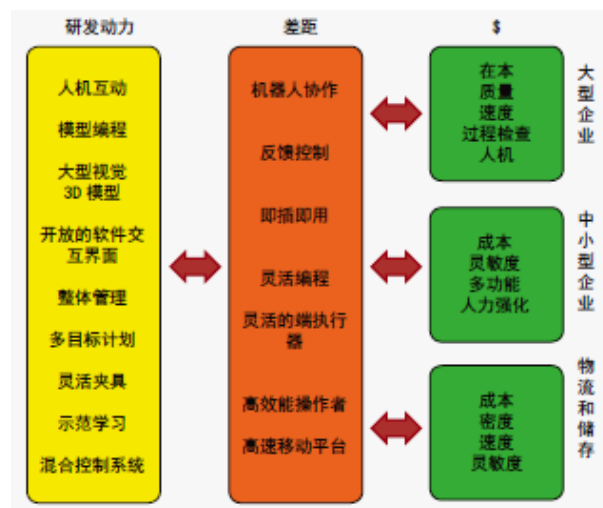 研发动力
人机互动
模型编程
大型视觉
3D 模型
开放的软件交
互界面
整体管理
多目标计划
灵活夹具
示范学习
混合控制系统
差距
机器人协作
反馈控制
即插即用
灵活编程
灵活的端执行
器
高效能操作者
高速移动平台
$
在本
质量
速度
过程检查
人机
大型企业
成本
灵敏度
多功能
人力强化
中小型企业
成本
密度
速度
灵敏度
物流和储存